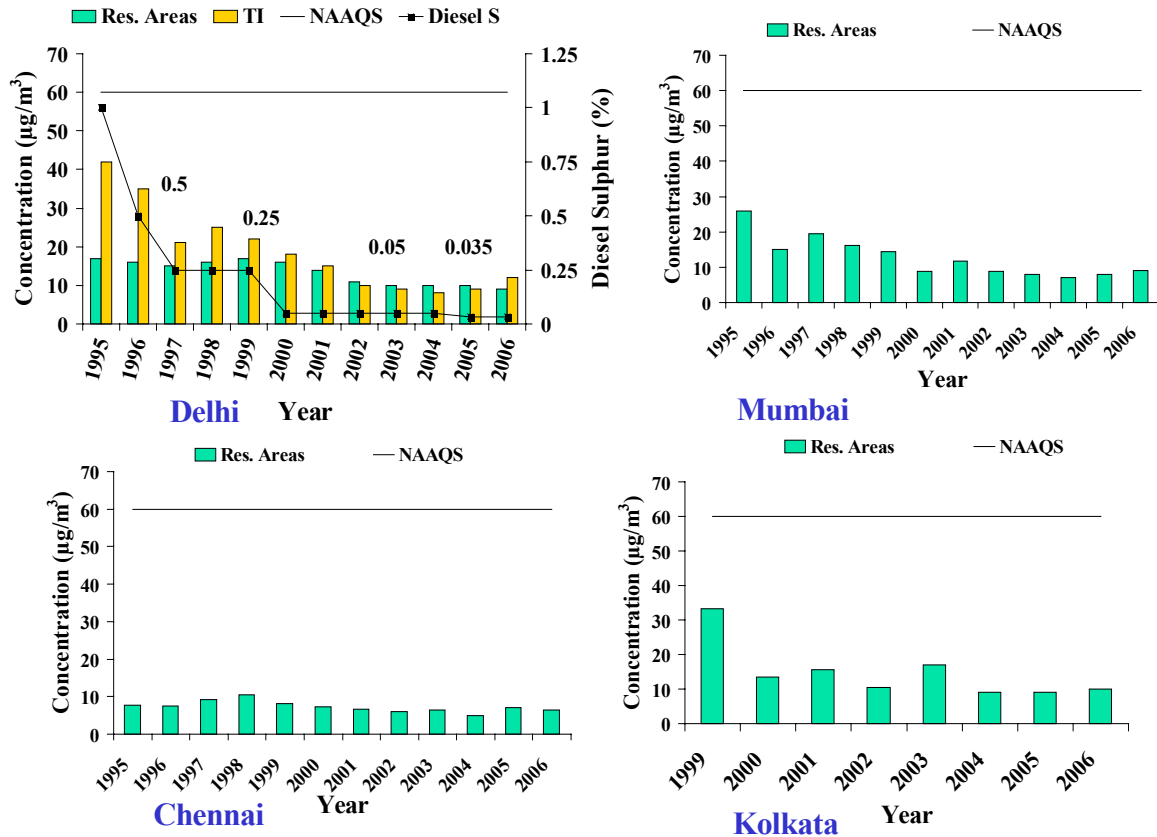 Res. Areas TI NAAQS Diesel S
Concentration (µg/m³)
70
60
50
40
30
20
10
0
1.25
1
0.75
0.5
0.25
0
Diesel Sulphur (%)
0.5
0.25
0.05
0.035
1995 1996 1997 1998 1999 2000 2001 2002 2003 2004 2005 2006
Delhi Year
Res. Areas NAAQS
Concentration (µg/m³)
70
60
50
40
30
20
10
0
1995 1996 1997 1998 1999 2000 2001 2002 2003 2004 2005 2006
Year
Mumbai
Res. Areas NAAQS
Concentration (µg/m³)
70
60
50
40
30
20
10
0
1995 1996 1997 1998 1999 2000 2001 2002 2003 2004 2005 2006
Year
Chennai
Res. Areas NAAQS
Concentration (µg/m³)
70
60
50
40
30
20
10
0
1999 2000 2001 2002 2003 2004 2005 2006
Year
Kolkata